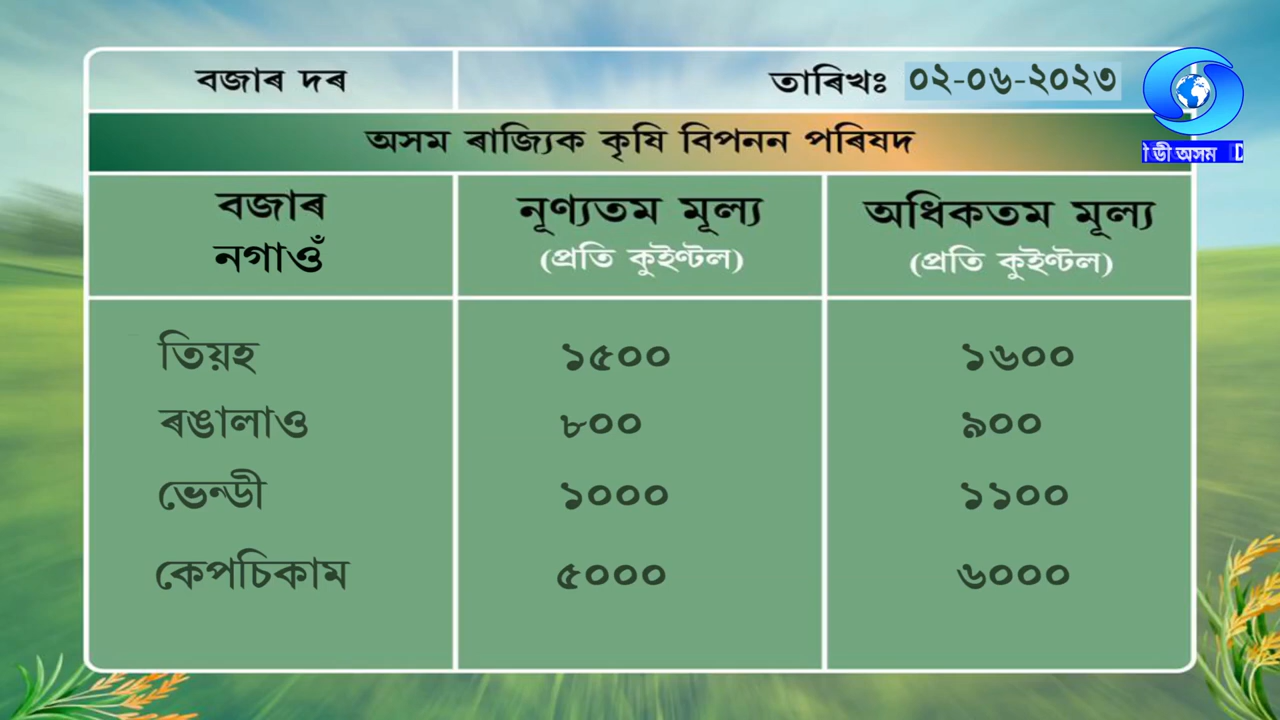 বজাৰ দৰ
তাৰিখঃ ০২-০৬-২০২৩
অসম ৰাজ্যিক কৃষি বিপনন পৰিষদ
ডী অসম D
বজাৰ
নগাওঁ
নূণ্যতম মূল্য
(প্ৰতি কুইণ্টল)
অধিকতম মূল্য
(প্ৰতি কুইণ্টল)
তিয়হ ১৫০০ ১৬০০
ৰঙালাও ৮০০ ৯০০
ভেন্ডী ১০০০ ১১০০
কেপচিকাম ৫০০০ ৬০০০